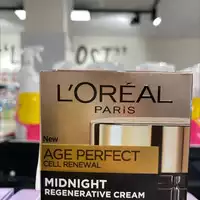 L'ORÉAL
PARIS
New
AGE PERFECT
CELL RENEWAL
MIDNIGHT
REGENERATIVE CREAM